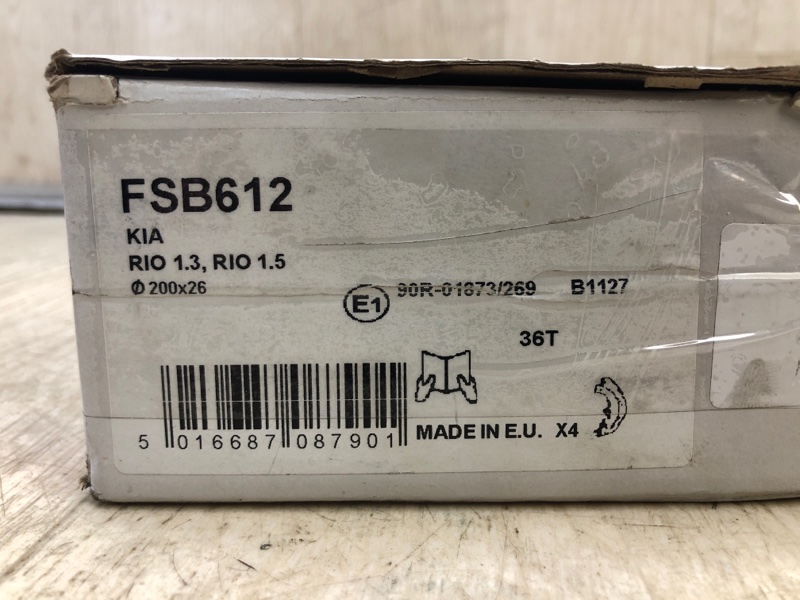 FSB612
KIA
RIO 1.3, RIO 1.5
Ø 200x26
E1 90R-01873/269 B1127
36T
5 016687 087901
MADE IN E.U. X4